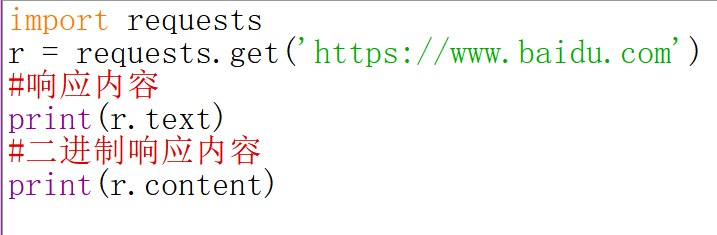 import requests
r = requests.get('https://www.baidu.com')
#响应内容
print(r.text)
#二进制响应内容
print(r.content)